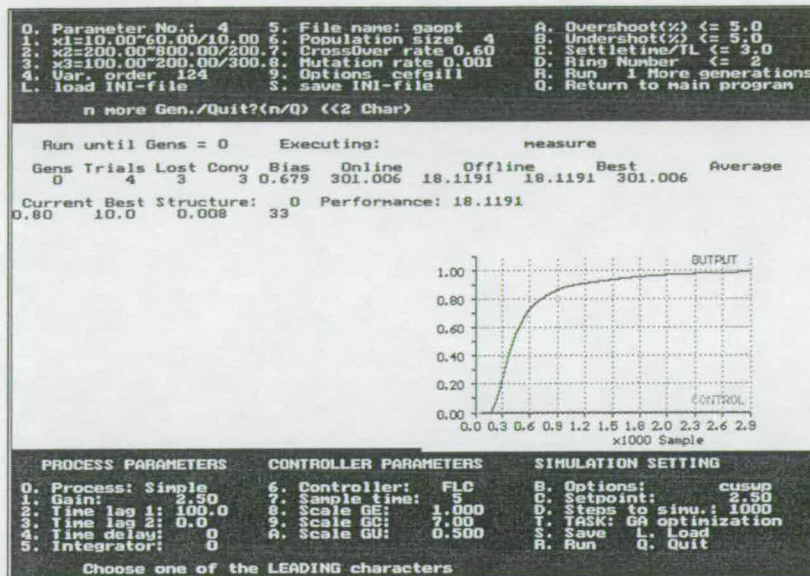 0. Parameter No.: 4 5. File name: gaopt A. Overshoot(%) <= 5.0
1. x1=10.00~60.00/10.00 6. Population size 4 B. Undershoot(%) <= 5.0
2. x2=200.00~800.00/200. 7. CrossOver rate 0.60 C. Settletime/TL <= 3.0
3. x3=100.00~200.00/300. 8. Mutation rate 0.001 D. Ring Number <= 2
4. Var. order 124 9. Options cefgill R. Run 1 More generations
L. load INI-file S. save INI-file Q. Return to main program
n more Gen./Quit?(n/Q) (<2 Char)
Run until Gens = 0 Executing: measure
Gens Trials Lost Conv Bias Online Offline Best Average
0 4 3 3 0.679 301.006 18.1191 18.1191 301.006
Current Best Structure: 0 Performance: 18.1191
0.80 10.0 0.008 33
OUTPUT
1.00
0.80
0.60
0.40
0.20
CONTROL
0.00
0.0 0.3 0.6 0.9 1.2 1.5 1.8 2.0 2.3 2.6 2.9
x1000 Sample
PROCESS PARAMETERS CONTROLLER PARAMETERS SIMULATION SETTING
0. Process: Simple 6. Controller: FLC B. Options: cuswp
1. Gain: 2.50 7. Sample time: 5 C. Setpoint: 2.50
2. Time lag 1: 100.0 8. Scale GE: 1.000 D. Steps to simu.: 1000
3. Time lag 2: 0.0 9. Scale GC: 7.00 T. TASK: GA optimization
4. Time delay: 0 A. Scale GU: 0.500 S. Save L. Load
5. Integrator: 0 R. Run Q. Quit
Choose one of the LEADING characters